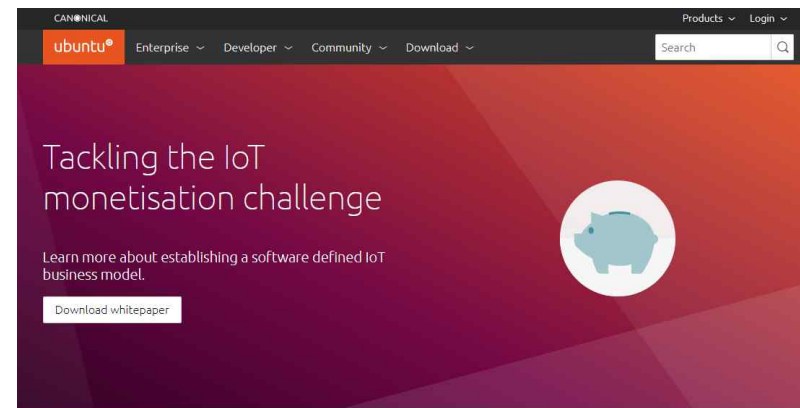 CANONICAL Products Login
ubuntu® Enterprise Developer Community Download Search
Tackling the IoT
monetisation challenge
Learn more about establishing a software defined IoT
business model.
Download whitepaper